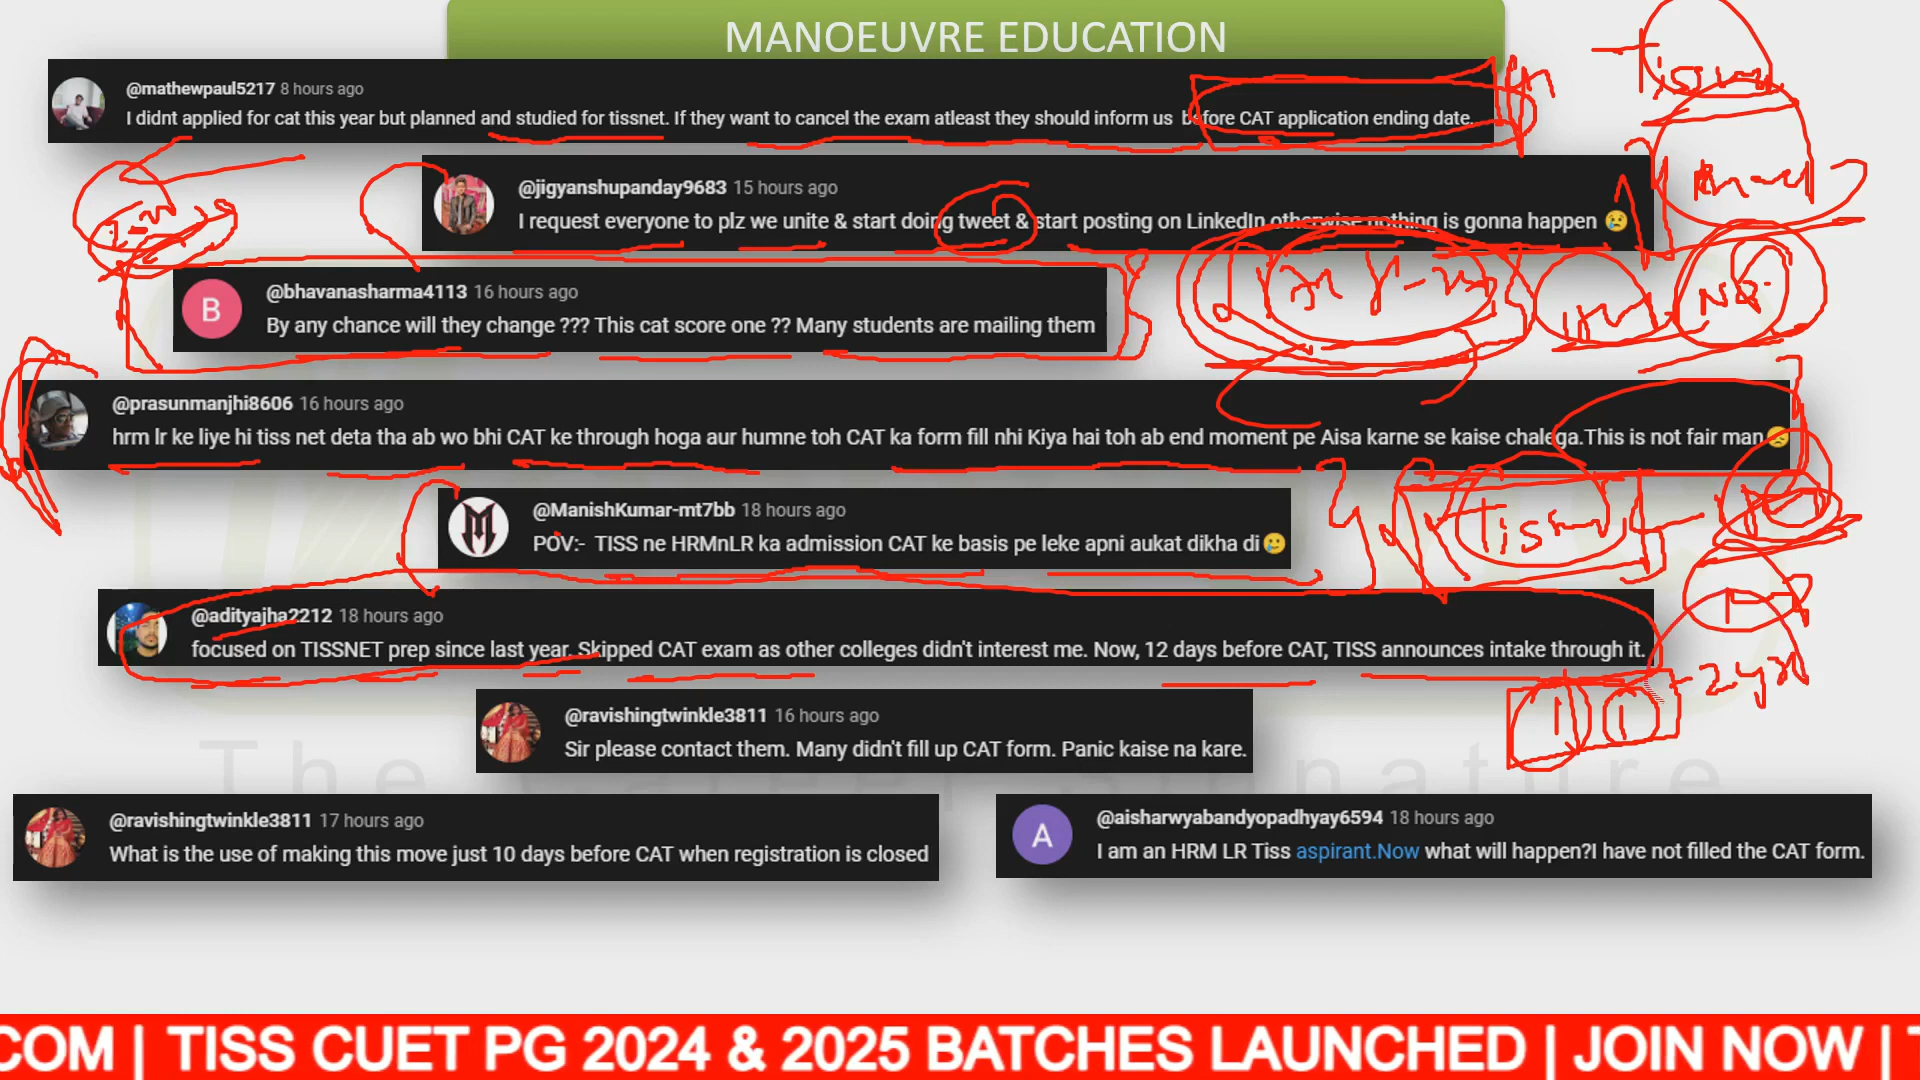 MANOEUVRE EDUCATION
@mathewpaul5217 8 hours ago
I didnt applied for cat this year but planned and studied for tissnet. If they want to cancel the exam atleast they should inform us before CAT application ending date...
@jigyanshupanday9683 15 hours ago
I request everyone to plz we unite & start doing tweet & start posting on LinkedIn otherwise nothing is gonna happen 😢
@bhavanasharma4113 16 hours ago
B
By any chance will they change ??? This cat score one ?? Many students are mailing them
@prasunmanjhi8606 16 hours ago
hrm lr ke liye hi tiss net deta tha ab wo bhi CAT ke through hoga aur humne toh CAT ka form fill nhi Kiya hai toh ab end moment pe Aisa karne se kaise chalega.This is not fair man😞
@ManishKumar-mt7bb 18 hours ago
POV:- TISS ne HRMnLR ka admission CAT ke basis pe leke apni aukat dikha di🥲
@adityajha2212 18 hours ago
focused on TISSNET prep since last year. Skipped CAT exam as other colleges didn't interest me. Now, 12 days before CAT, TISS announces intake through it.
@ravishingtwinkle3811 16 hours ago
Sir please contact them. Many didn't fill up CAT form. Panic kaise na kare.
@ravishingtwinkle3811 17 hours ago
What is the use of making this move just 10 days before CAT when registration is closed
@aisharwyabandyopadhyay6594 18 hours ago
A
I am an HRM LR Tiss aspirant.Now what will happen?I have not filled the CAT form.
COM | TISS CUET PG 2024 & 2025 BATCHES LAUNCHED | JOIN NOW | T